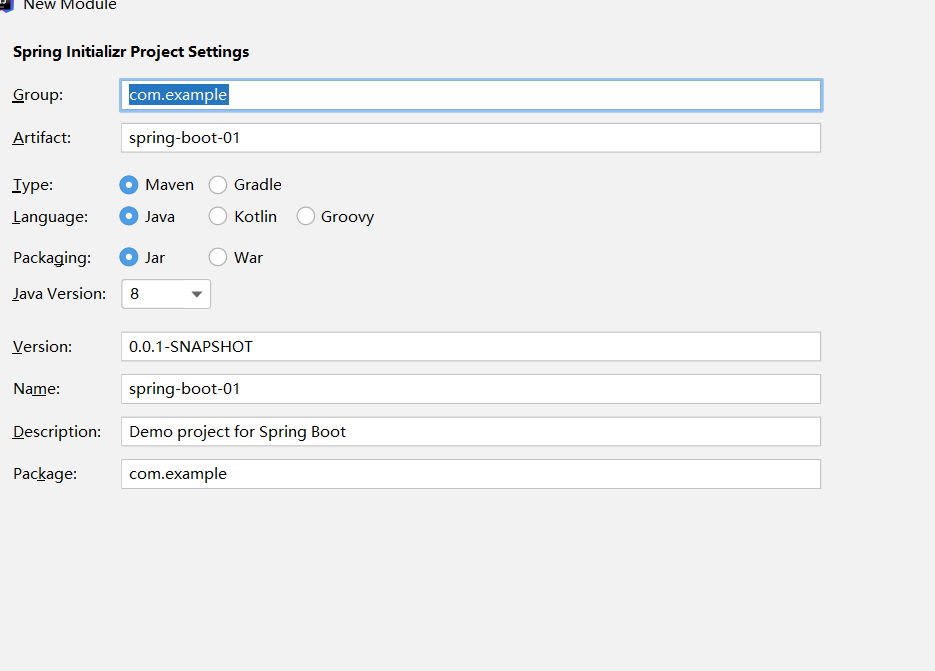 New Module
Spring Initializr Project Settings
Group: com.example
Artifact: spring-boot-01
Type: Maven Gradle
Language: Java Kotlin Groovy
Packaging: Jar War
Java Version: 8
Version: 0.0.1-SNAPSHOT
Name: spring-boot-01
Description: Demo project for Spring Boot
Package: com.example